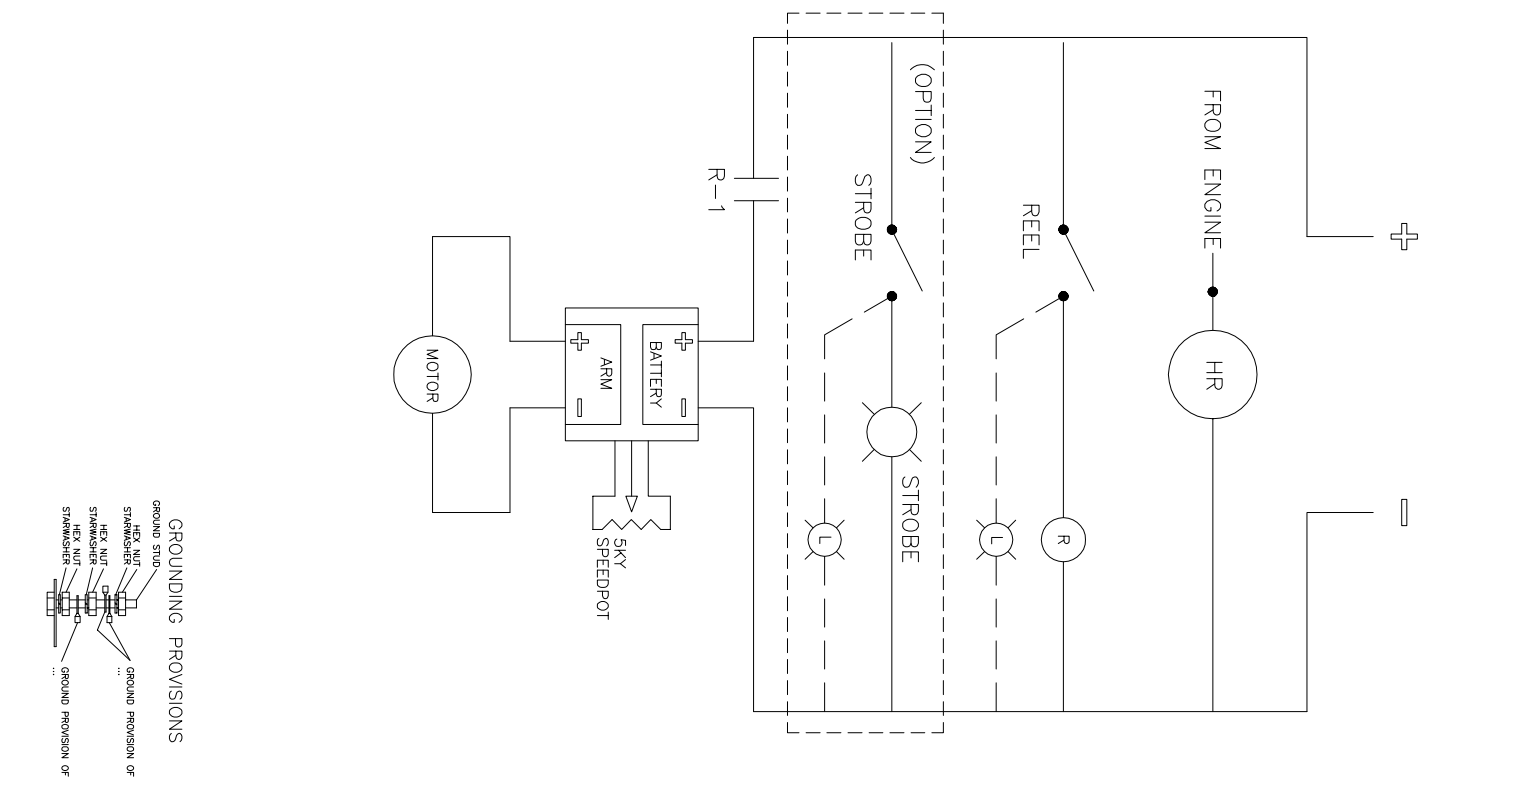 +
-
FROM ENGINE
HR
REEL
R
L
(OPTION)
STROBE
STROBE
L
R-1
+ -
BATTERY
ARM
+ -
5KY
SPEEDPOT
MOTOR
GROUNDING PROVISIONS
GROUND STUD
HEX NUT
STARWASHER
HEX NUT
STARWASHER
HEX NUT
STARWASHER
GROUND PROVISION OF
...
GROUND PROVISION OF
...